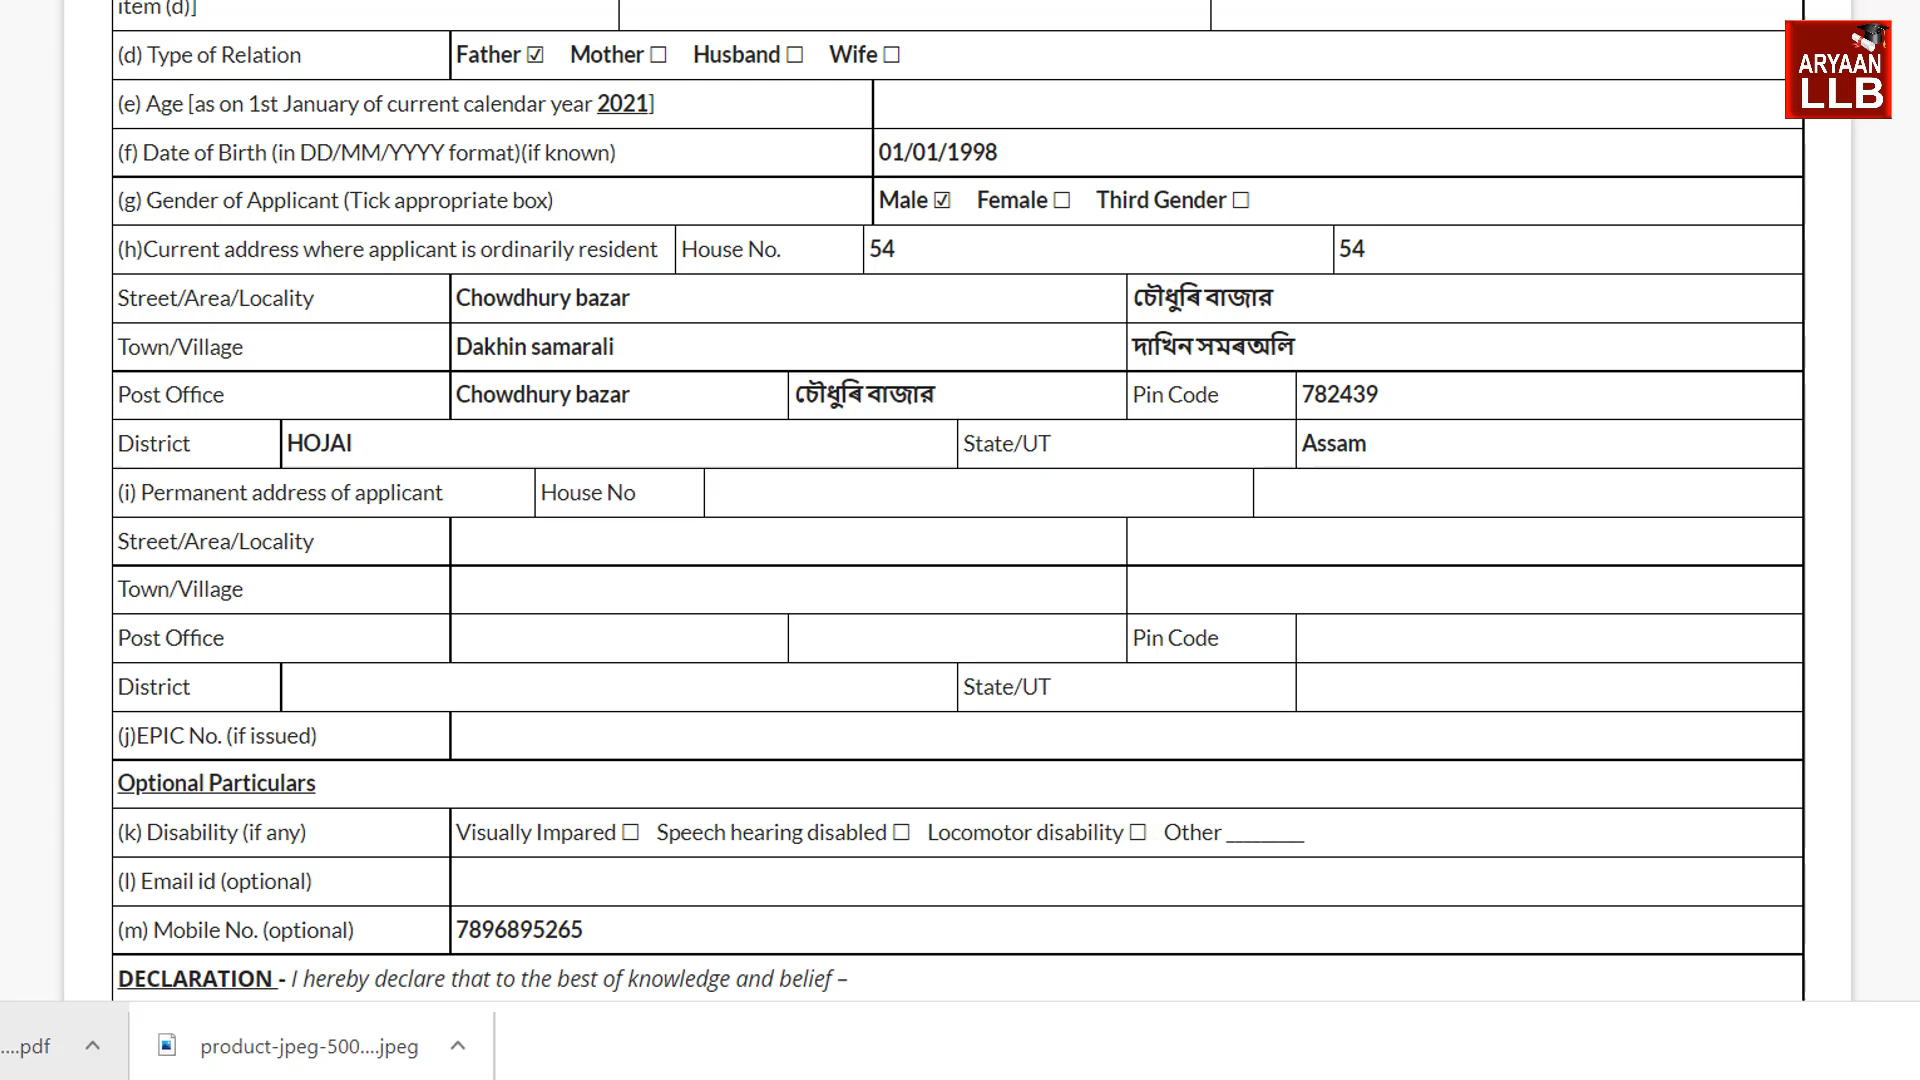 item (d)]
(d) Type of Relation Father ☑ Mother ☐ Husband ☐ Wife ☐
ARYAAN
LLB
(e) Age [as on 1st January of current calendar year 2021]
(f) Date of Birth (in DD/MM/YYYY format)(if known) 01/01/1998
(g) Gender of Applicant (Tick appropriate box) Male ☑ Female ☐ Third Gender ☐
(h)Current address where applicant is ordinarily resident House No. 54 54
Street/Area/Locality Chowdhury bazar চৌধুৰি বাজাৰ
Town/Village Dakhin samarali দাখিন সমৰঅলি
Post Office Chowdhury bazar চৌধুৰি বাজাৰ Pin Code 782439
District HOJAI State/UT Assam
(i) Permanent address of applicant House No
Street/Area/Locality
Town/Village
Post Office Pin Code
District State/UT
(j)EPIC No. (if issued)
Optional Particulars
(k) Disability (if any) Visually Impared ☐ Speech hearing disabled ☐ Locomotor disability ☐ Other ________
(l) Email id (optional)
(m) Mobile No. (optional) 7896895265
DECLARATION - I hereby declare that to the best of knowledge and belief –
....pdf product-jpeg-500....jpeg